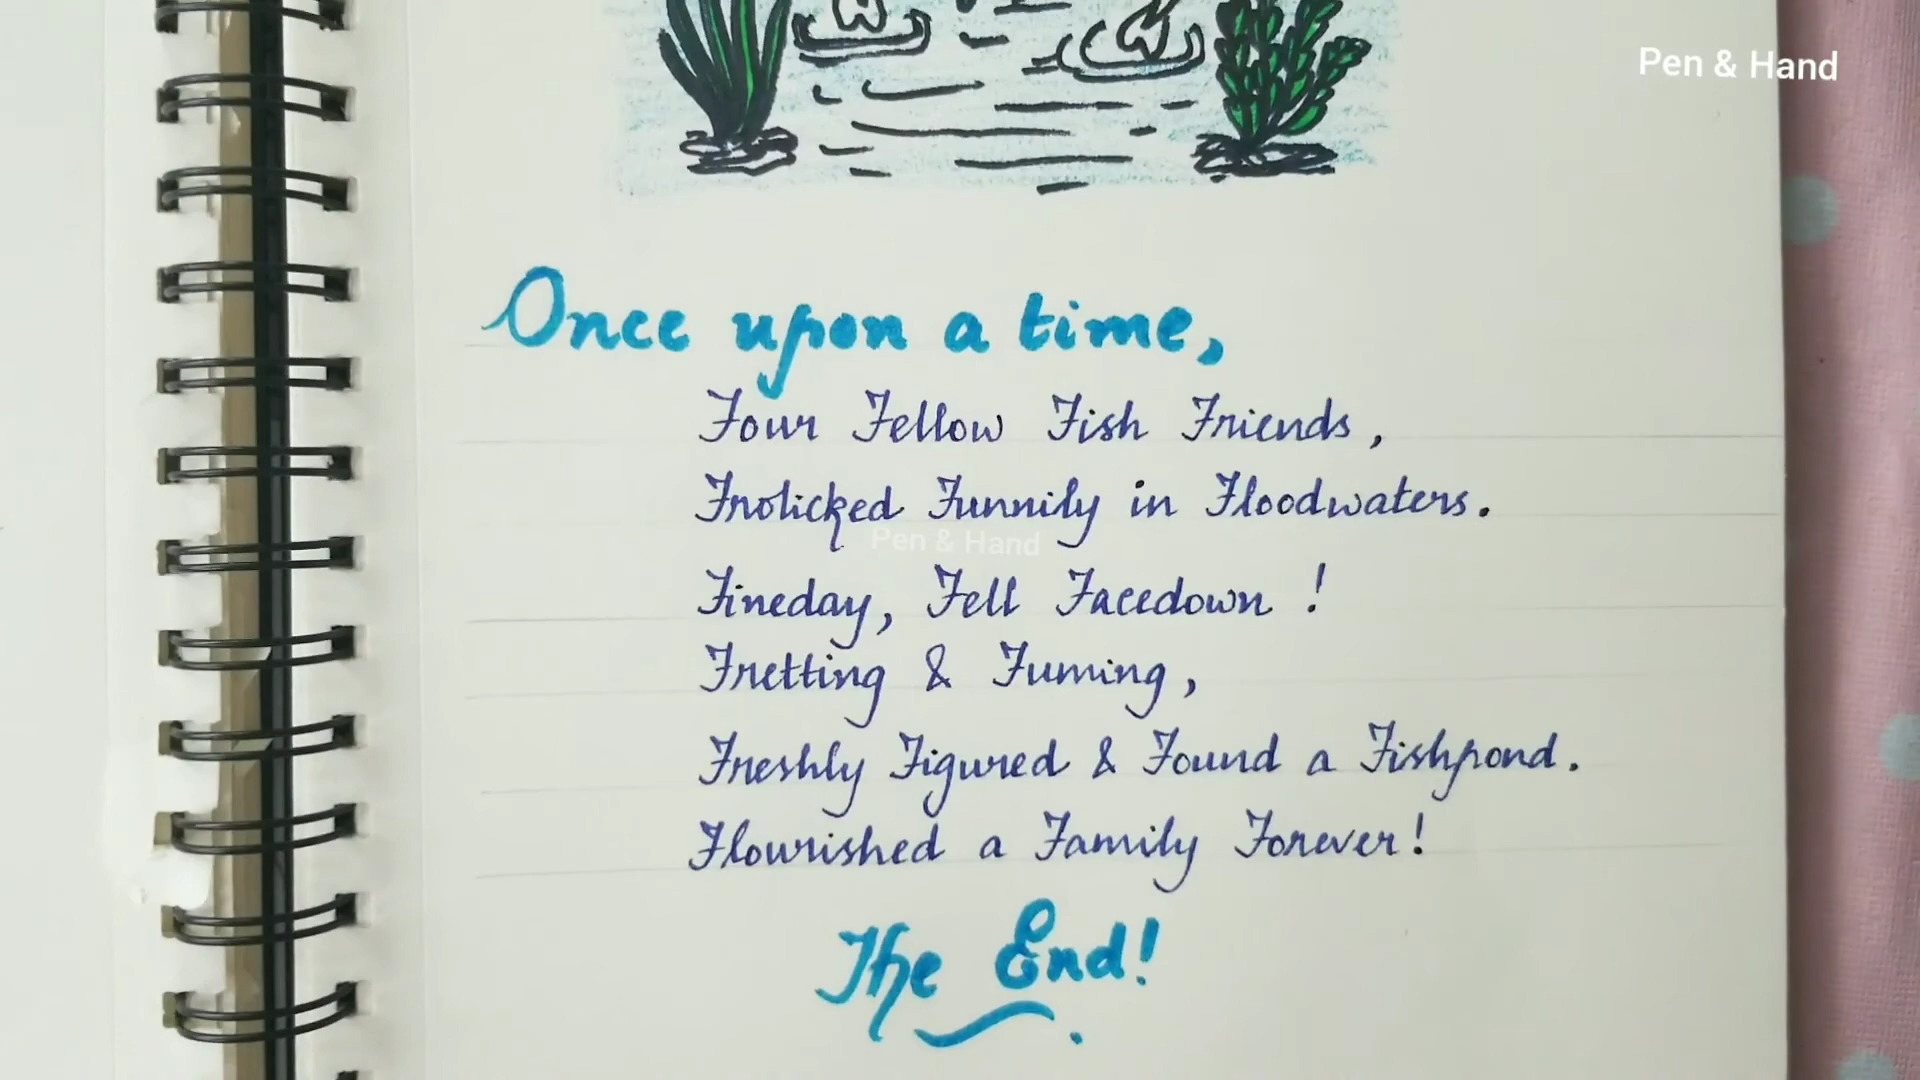 Pen & Hand
Once upon a time,
Four Fellow Fish Friends,
Frolicked Funnily in Floodwaters.
Pen & Hand
Fineday, Fell Facedown !
Fretting & Fuming,
Freshly Figured & Found a Fishpond.
Flourished a Family Forever!
The End!